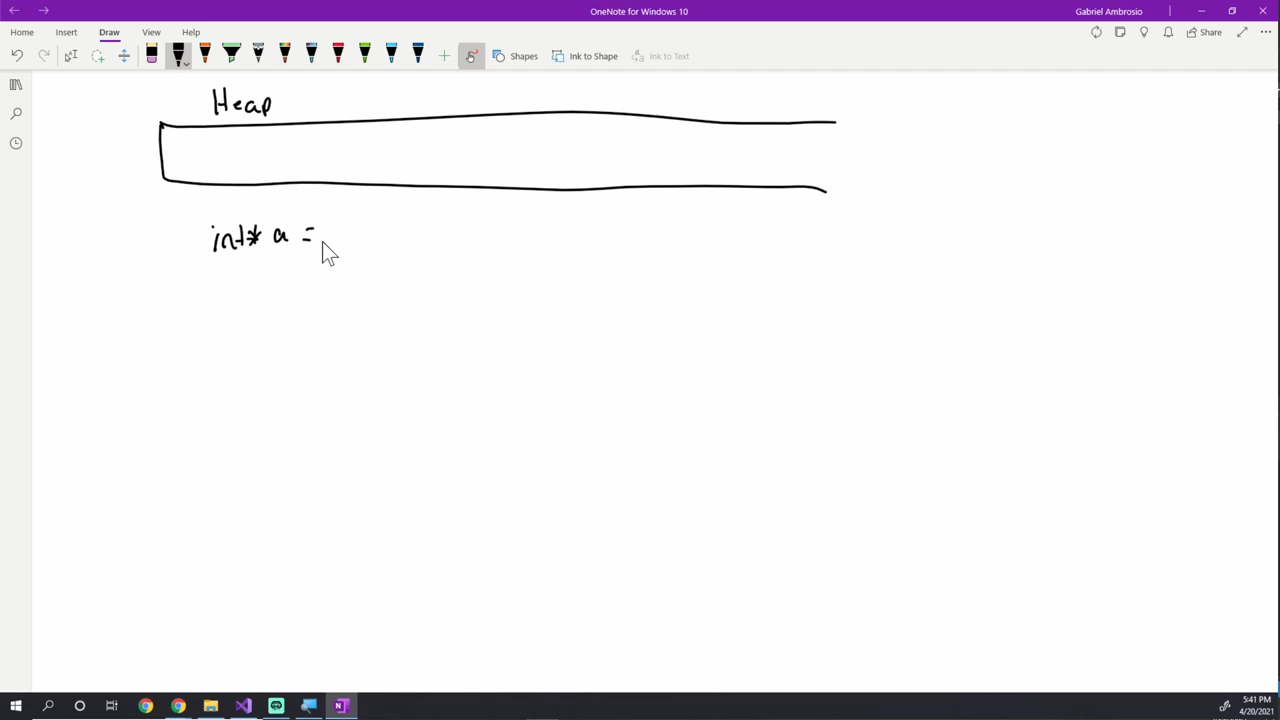 OneNote for Windows 10
Gabriel Ambrosio
Home Insert Draw View Help
Share
Shapes Ink to Shape Ink to Text
Heap
int* a =
N
5:41 PM
4/20/2021